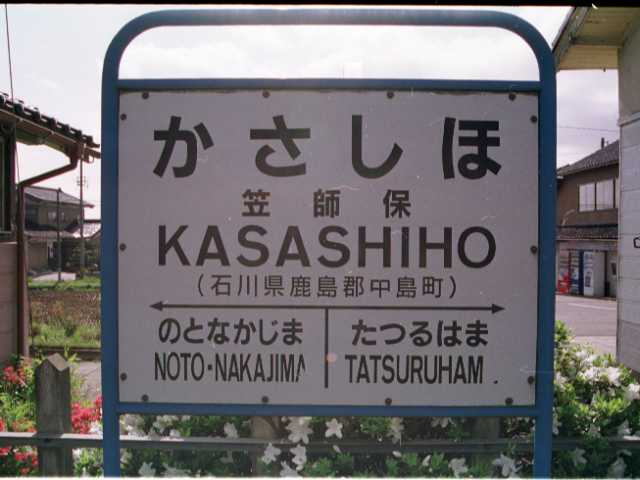 かさしほ
笠師保
KASASHIHO
(石川県鹿島郡中島町)
のとなかじま たつるはま
NOTO・NAKAJIMA TATSURUHAM